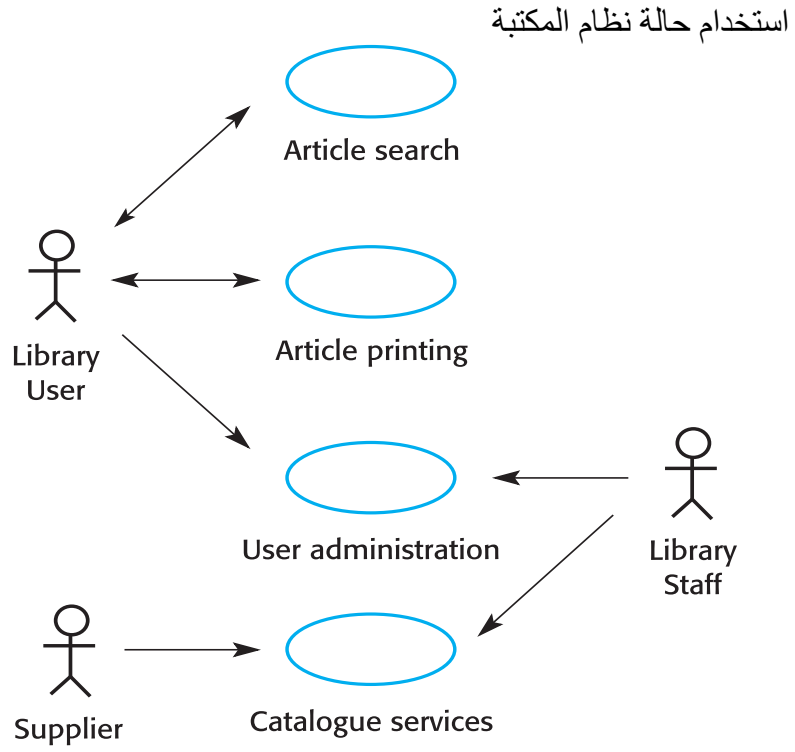 استخدام حالة نظام المكتبة
Article search
Library
User
Article printing
User administration
Library
Staff
Supplier
Catalogue services